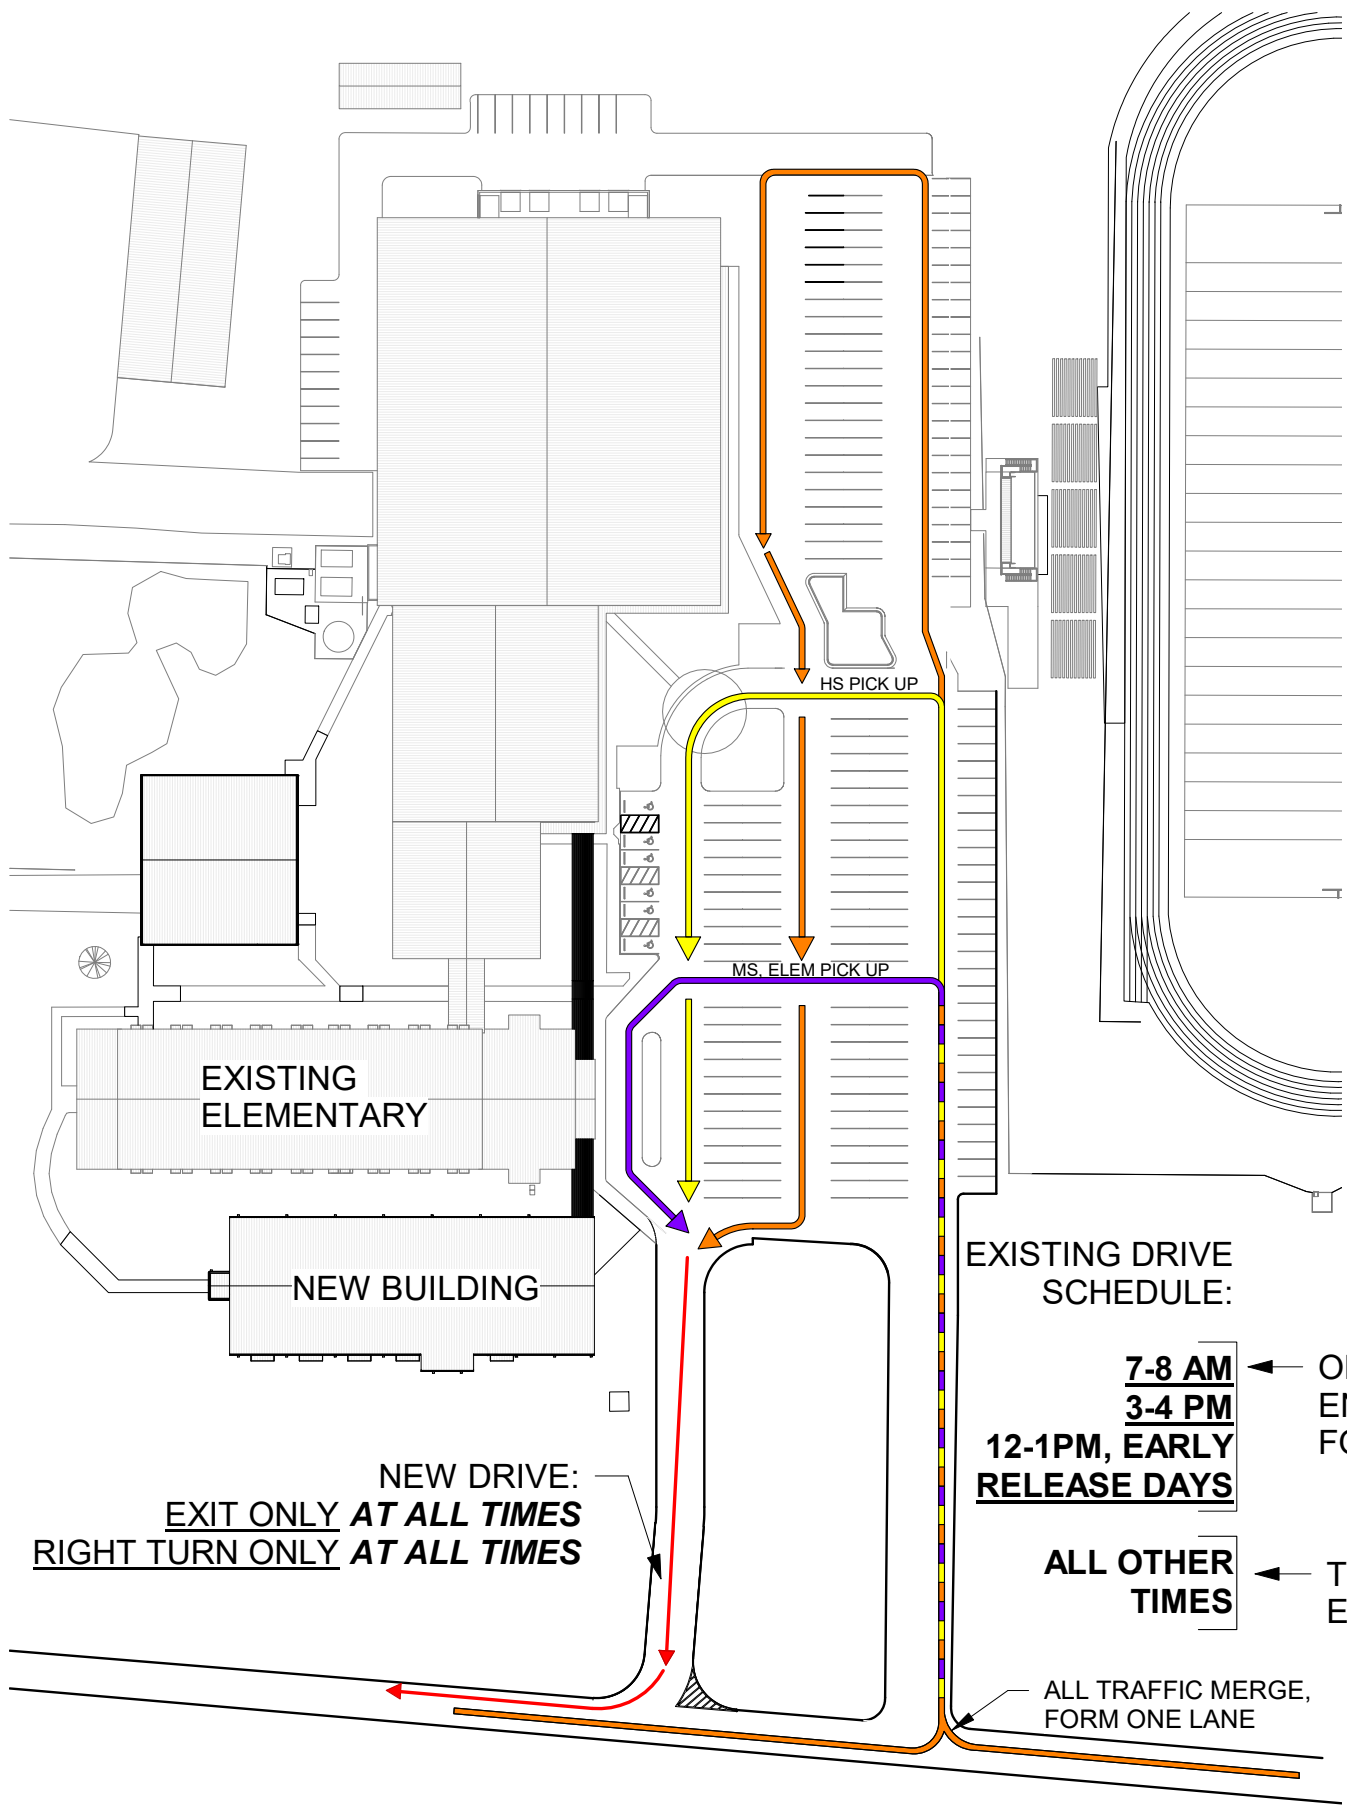 HS PICK UP
MS, ELEM PICK UP
EXISTING
ELEMENTARY
NEW BUILDING
EXISTING DRIVE
SCHEDULE:
7-8 AM
3-4 PM
12-1PM, EARLY
RELEASE DAYS
NEW DRIVE:
EXIT ONLY AT ALL TIMES
RIGHT TURN ONLY AT ALL TIMES
ALL OTHER
TIMES
ALL TRAFFIC MERGE,
FORM ONE LANE